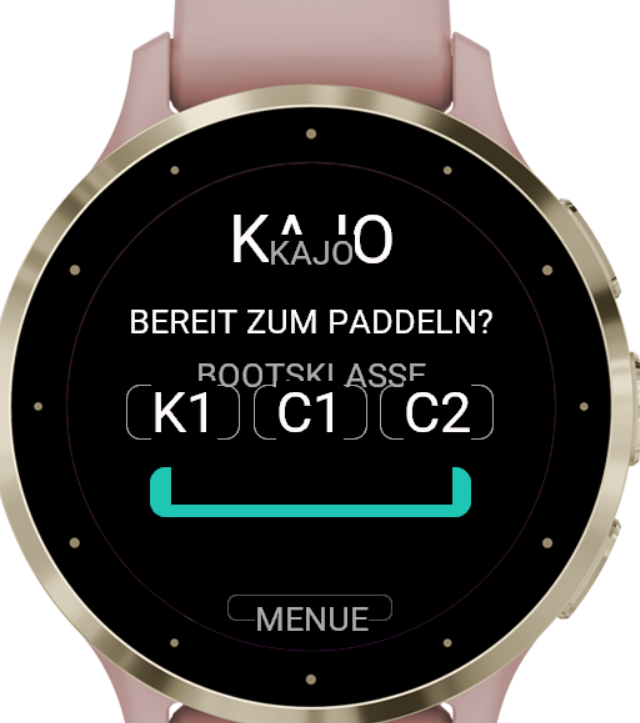 KAJO
KAJO
BEREIT ZUM PADDELN?
BOOTSKLASSE
K1 C1 C2
MENUE